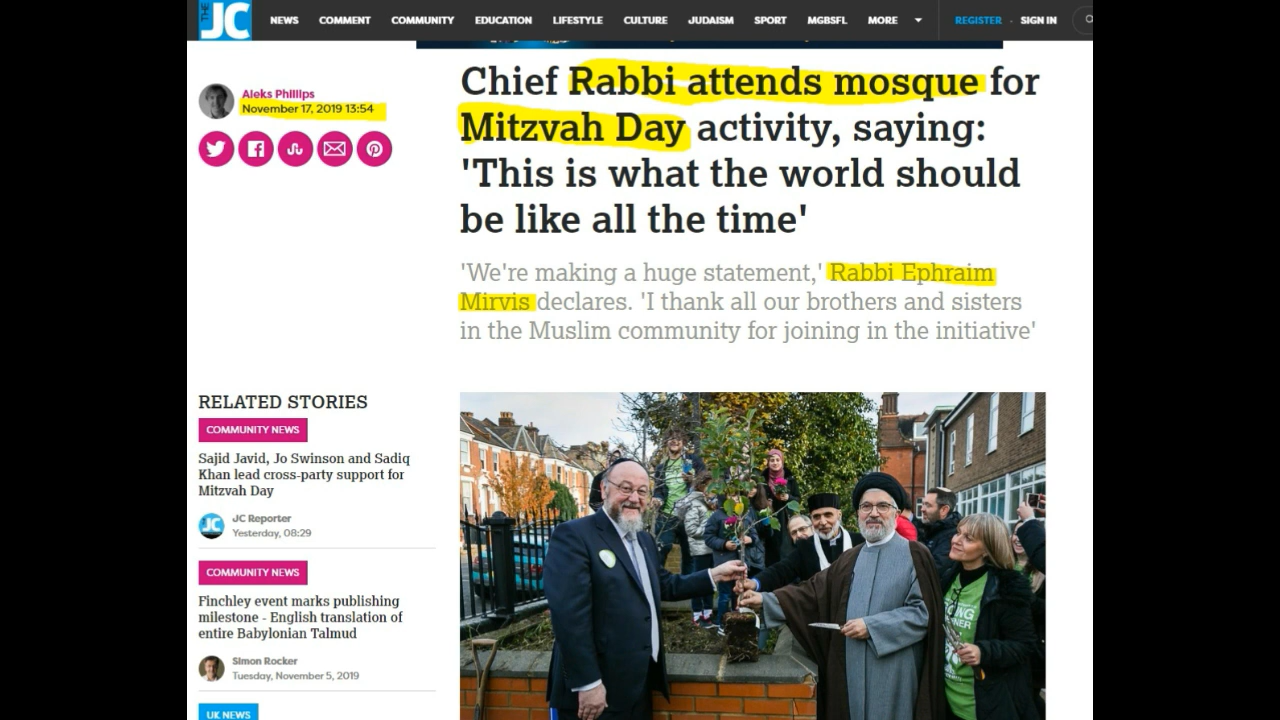 THE JC
NEWS COMMENT COMMUNITY EDUCATION LIFESTYLE CULTURE JUDAISM SPORT MGBSFL MORE REGISTER - SIGN IN
Aleks Phillips
November 17, 2019 13:54
Chief Rabbi attends mosque for
Mitzvah Day activity, saying:
'This is what the world should
be like all the time'
'We're making a huge statement,' Rabbi Ephraim
Mirvis declares. 'I thank all our brothers and sisters
in the Muslim community for joining in the initiative'
RELATED STORIES
COMMUNITY NEWS
Sajid Javid, Jo Swinson and Sadiq
Khan lead cross-party support for
Mitzvah Day
JC
JC Reporter
Yesterday, 08:29
COMMUNITY NEWS
Finchley event marks publishing
milestone - English translation of
entire Babylonian Talmud
Simon Rocker
Tuesday, November 5, 2019
UK NEWS